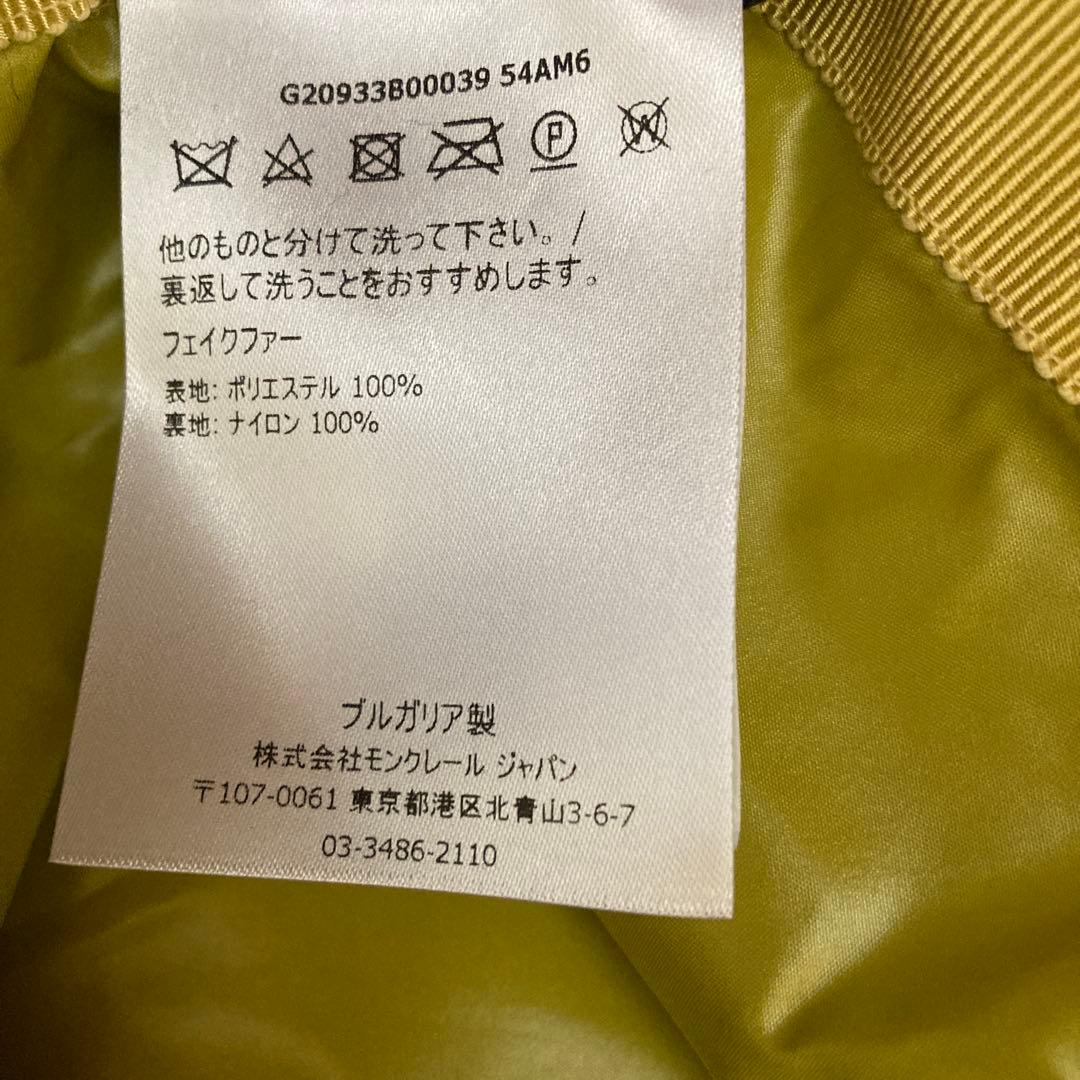 G20933B00039 54AM6
P
W
他のものと分けて洗って下さい。/
裏返して洗うことをおすすめします。
フェイクファー
表地: ポリエステル 100%
裏地: ナイロン 100%
ブルガリア製
株式会社モンクレール ジャパン
〒107-0061 東京都港区北青山3-6-7
03-3486-2110